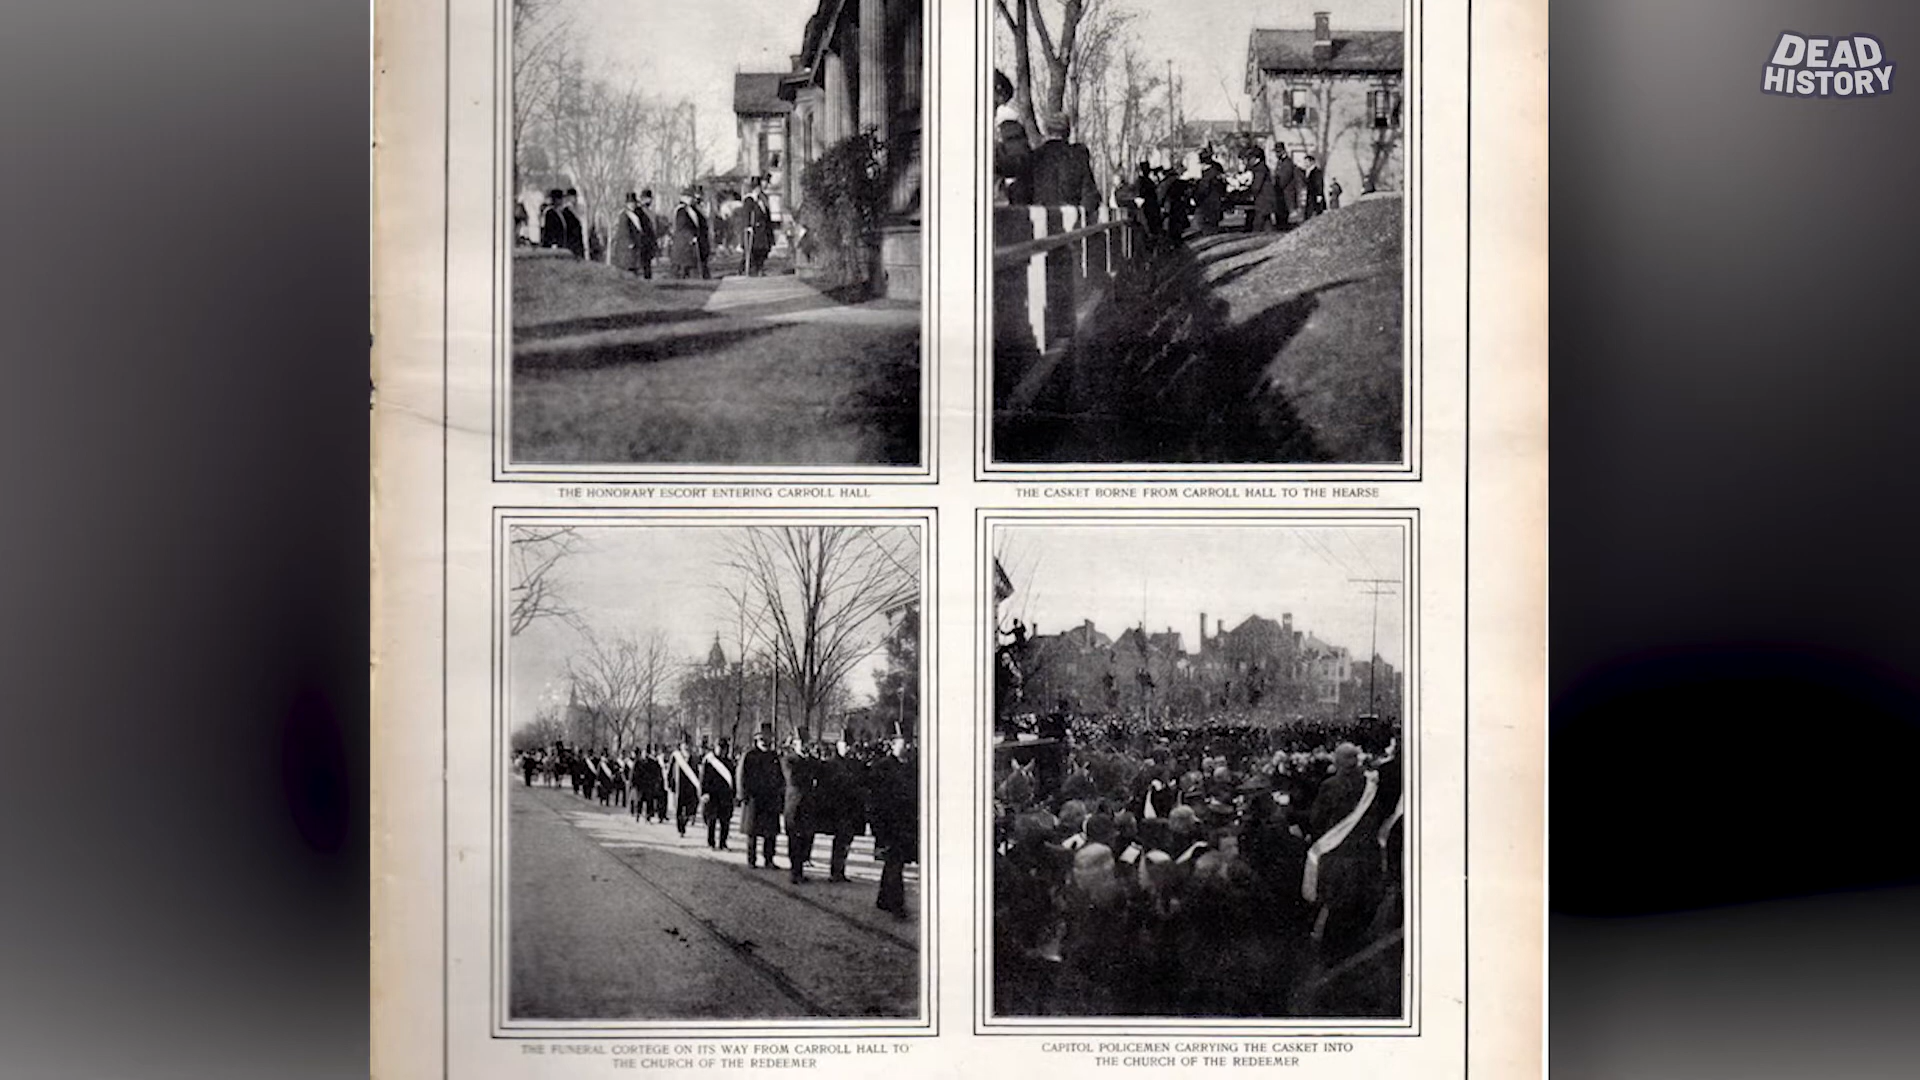 DEAD
HISTORY
THE HONORARY ESCORT ENTERING CARROLL HALL
THE CASKET BORNE FROM CARROLL HALL TO THE HEARSE
THE FUNERAL CORTEGE ON ITS WAY FROM CARROLL HALL TO
THE CHURCH OF THE REDEEMER
CAPITOL POLICEMEN CARRYING THE CASKET INTO
THE CHURCH OF THE REDEEMER